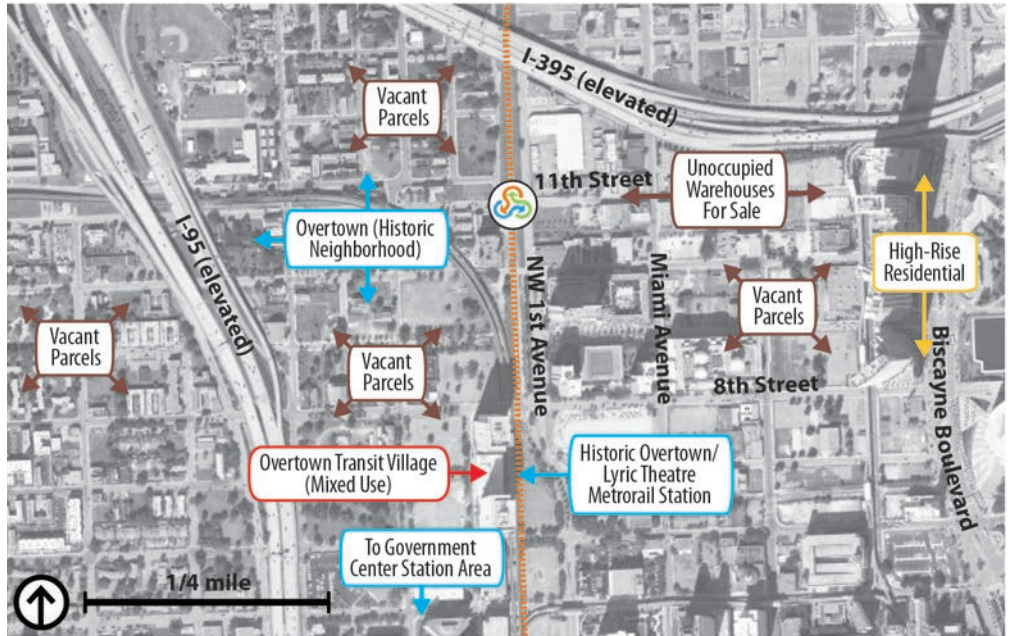 I-395 (elevated)
Vacant
Parcels
11th Street
Unoccupied
Warehouses
For Sale
Overtown (Historic
Neighborhood)
I-95 (elevated)
High-Rise
Residential
NW 1st Avenue
Miami Avenue
Vacant
Parcels
Vacant
Parcels
Vacant
Parcels
8th Street
Biscayne Boulevard
Overtown Transit Village
(Mixed Use)
Historic Overtown/
Lyric Theatre
Metrorail Station
To Government
Center Station Area
1/4 mile